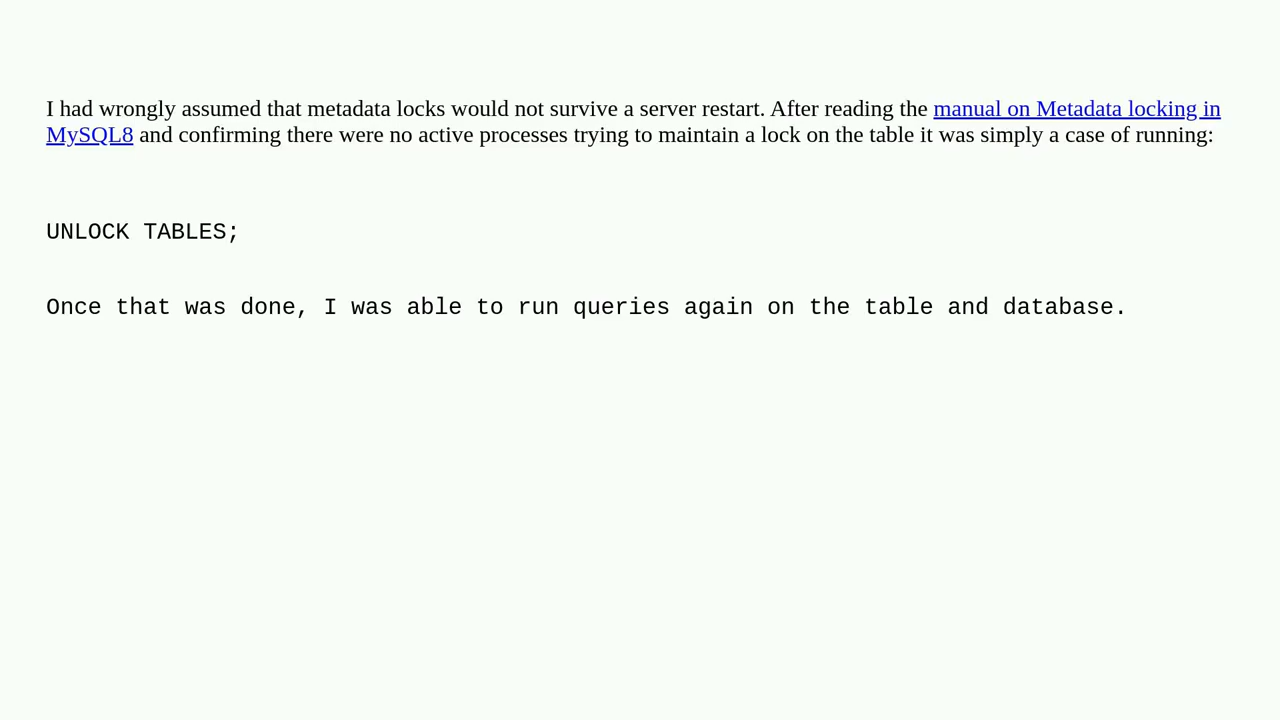 I had wrongly assumed that metadata locks would not survive a server restart. After reading the manual on Metadata locking in
MySQL8 and confirming there were no active processes trying to maintain a lock on the table it was simply a case of running:
UNLOCK TABLES;
Once that was done, I was able to run queries again on the table and database.